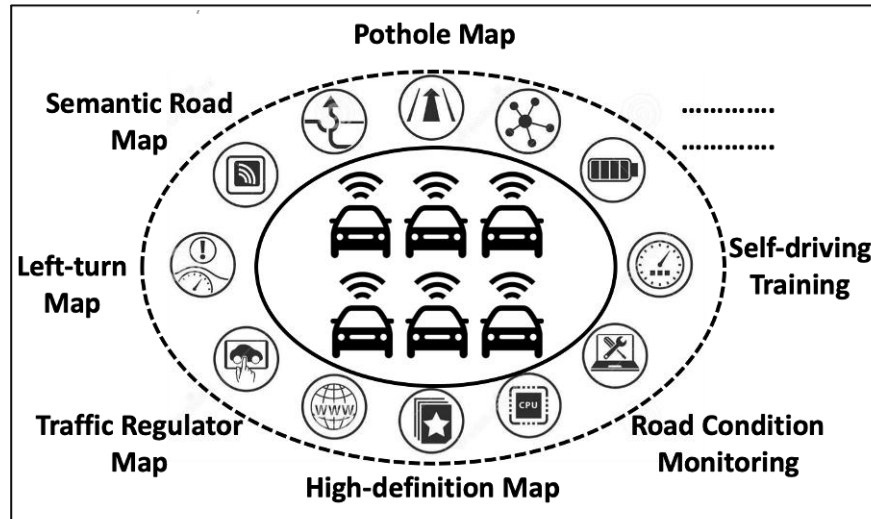 Pothole Map
Semantic Road
Map
.............
.............
Left-turn
Map
Self-driving
Training
WWW
CPU
Traffic Regulator
Map
Road Condition
Monitoring
High-definition Map